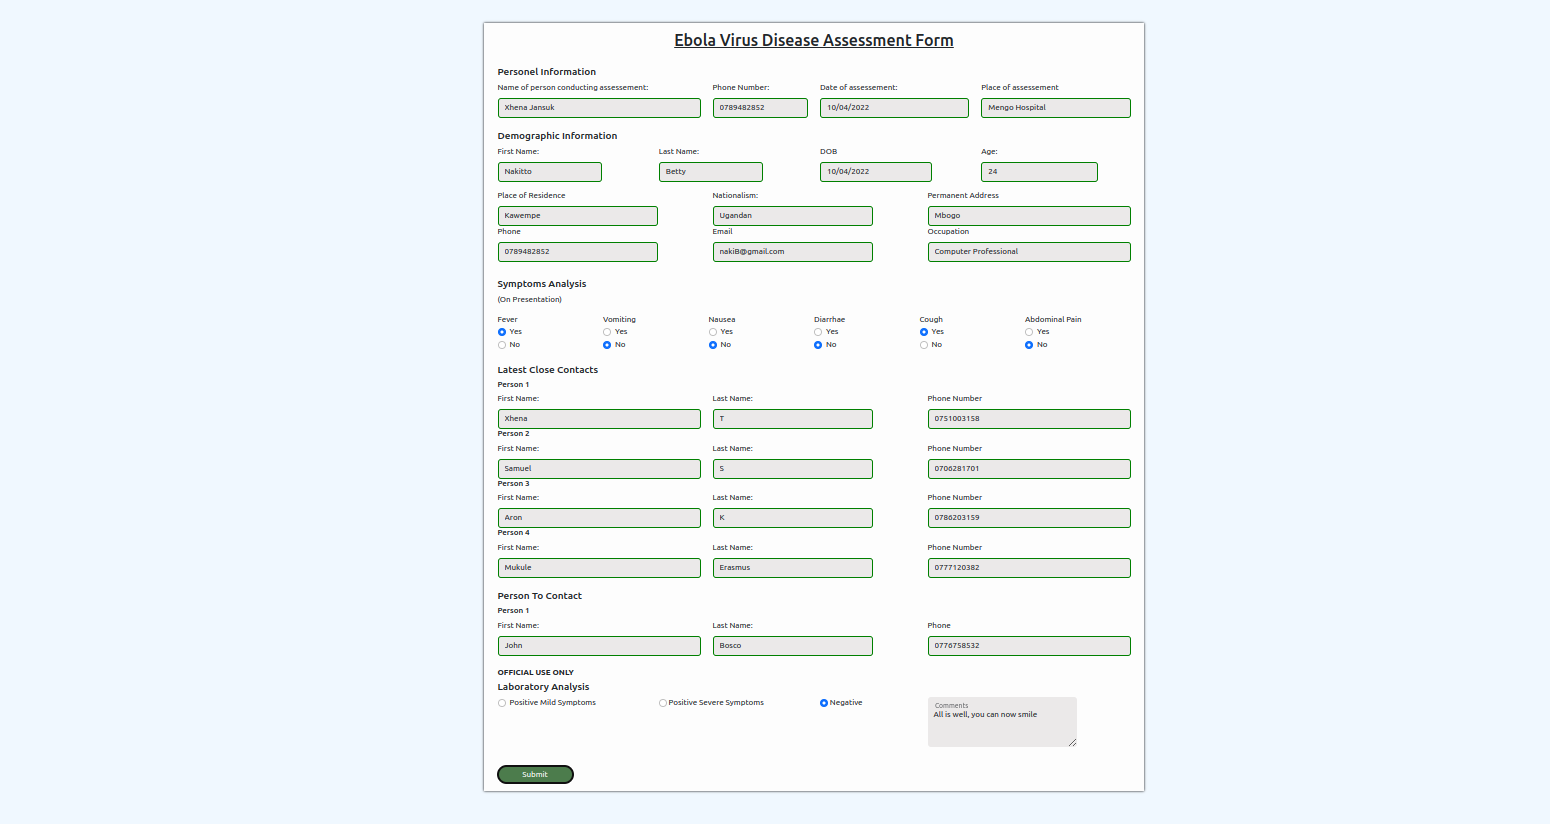 Ebola Virus Disease Assessment Form
Personel Information
Name of person conducting assessement: Phone Number: Date of assessement: Place of assessement
Xhena Jansuk 0789482852 10/04/2022 Mengo Hospital
Demographic Information
First Name: Last Name: DOB Age:
Nakitto Betty 10/04/2022 24
Place of Residence Nationalism: Permanent Address
Kawempe Ugandan Mbogo
Phone Email Occupation
0789482852 nakiB@gmail.com Computer Professional
Symptoms Analysis
(On Presentation)
Fever Vomiting Nausea Diarrhae Cough Abdominal Pain
Yes Yes Yes Yes Yes Yes
No No No No No No
Latest Close Contacts
Person 1
First Name: Last Name: Phone Number
Xhena T 0751003158
Person 2
First Name: Last Name: Phone Number
Samuel S 0706281701
Person 3
First Name: Last Name: Phone Number
Aron K 0786203159
Person 4
First Name: Last Name: Phone Number
Mukule Erasmus 0777120382
Person To Contact
Person 1
First Name: Last Name: Phone
John Bosco 0776758532
OFFICIAL USE ONLY
Laboratory Analysis
Positive Mild Symptoms Positive Severe Symptoms Negative Comments
All is well, you can now smile
Submit